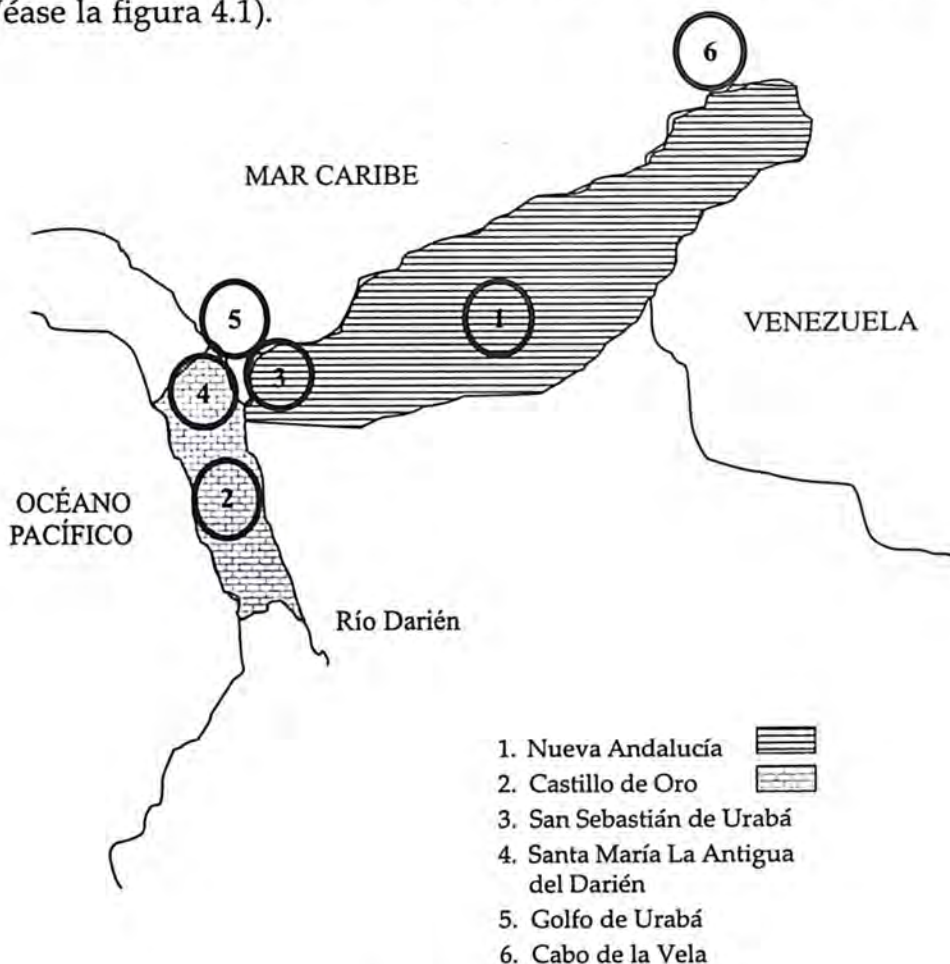 éase la figura 4.1).
6
MAR CARIBE
5
1
VENEZUELA
3
4
2
OCÉANO
PACÍFICO
Río Darién
1. Nueva Andalucía
2. Castillo de Oro
3. San Sebastián de Urabá
4. Santa María La Antigua
del Darién
5. Golfo de Urabá
6. Cabo de la Vela